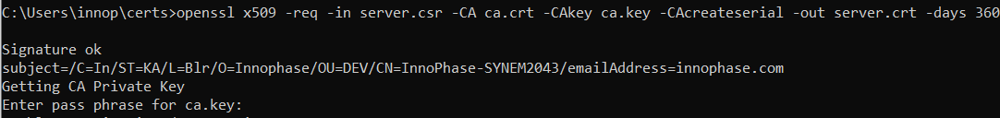 C:\Users\innop\certs>openssl x509 -req -in server.csr -CA ca.crt -CAkey ca.key -CAcreateserial -out server.crt -days 360
Signature ok
subject=/C=In/ST=KA/L=Blr/O=Innophase/OU=DEV/CN=InnoPhase-SYNEM2043/emailAddress=innophase.com
Getting CA Private Key
Enter pass phrase for ca.key: